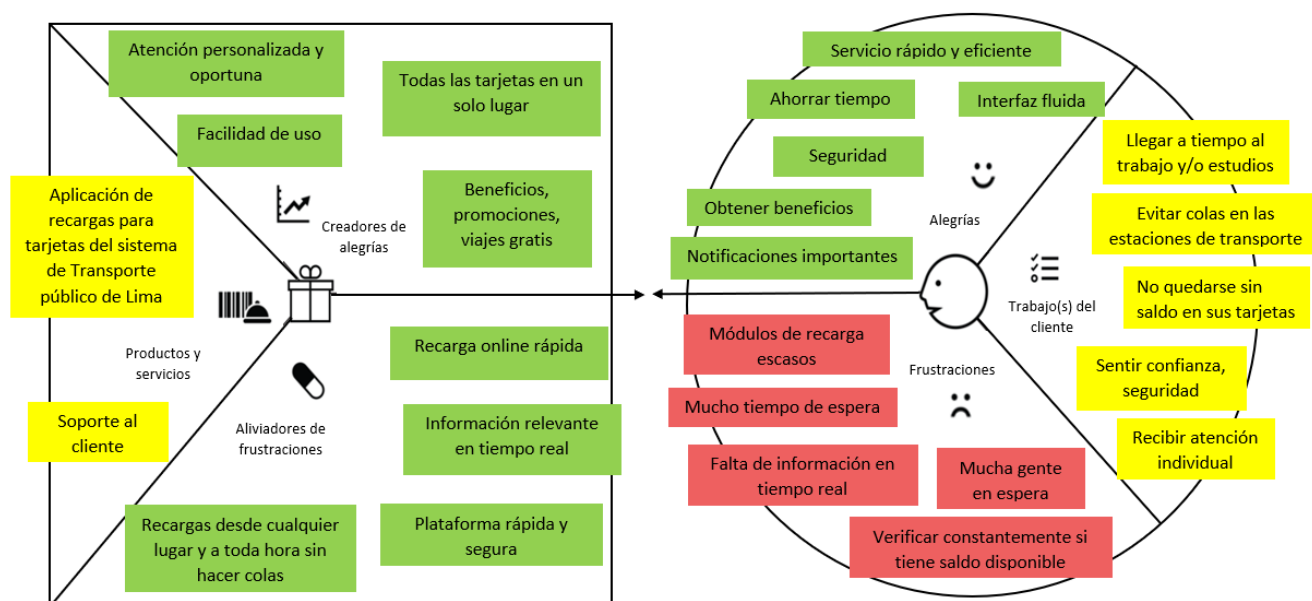 Atención personalizada y
oportuna
Todas las tarjetas en un
solo lugar
Facilidad de uso
Aplicación de
recargas para
tarjetas del sistema
de Transporte
público de Lima
Creadores de
alegrías
Beneficios,
promociones,
viajes gratis
Productos y
servicios
Soporte al
cliente
Aliviadores de
frustraciones
Recarga online rápida
Información relevante
en tiempo real
Recargas desde cualquier
lugar y a toda hora sin
hacer colas
Plataforma rápida y
segura
Servicio rápido y eficiente
Ahorrar tiempo
Interfaz fluida
Seguridad
Obtener beneficios
Alegrías
Notificaciones importantes
Llegar a tiempo al
trabajo y/o estudios
Evitar colas en las
estaciones de transporte
No quedarse sin
saldo en sus tarjetas
Trabajo(s) del
cliente
Sentir confianza,
seguridad
Recibir atención
individual
Módulos de recarga
escasos
Frustraciones
Mucho tiempo de espera
Falta de información en
tiempo real
Mucha gente
en espera
Verificar constantemente si
tiene saldo disponible